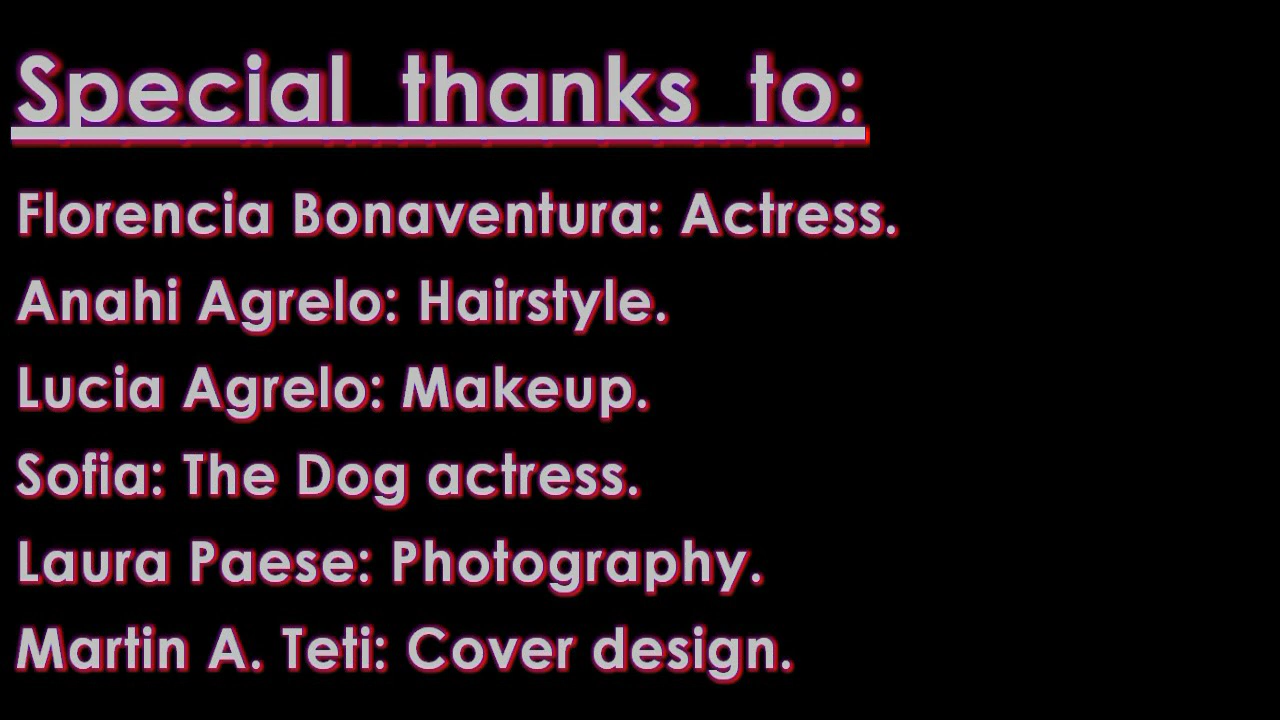 Special thanks to:
Florencia Bonaventura: Actress.
Anahi Agrelo: Hairstyle.
Lucia Agrelo: Makeup.
Sofia: The Dog actress.
Laura Paese: Photography.
Martin A. Teti: Cover design.